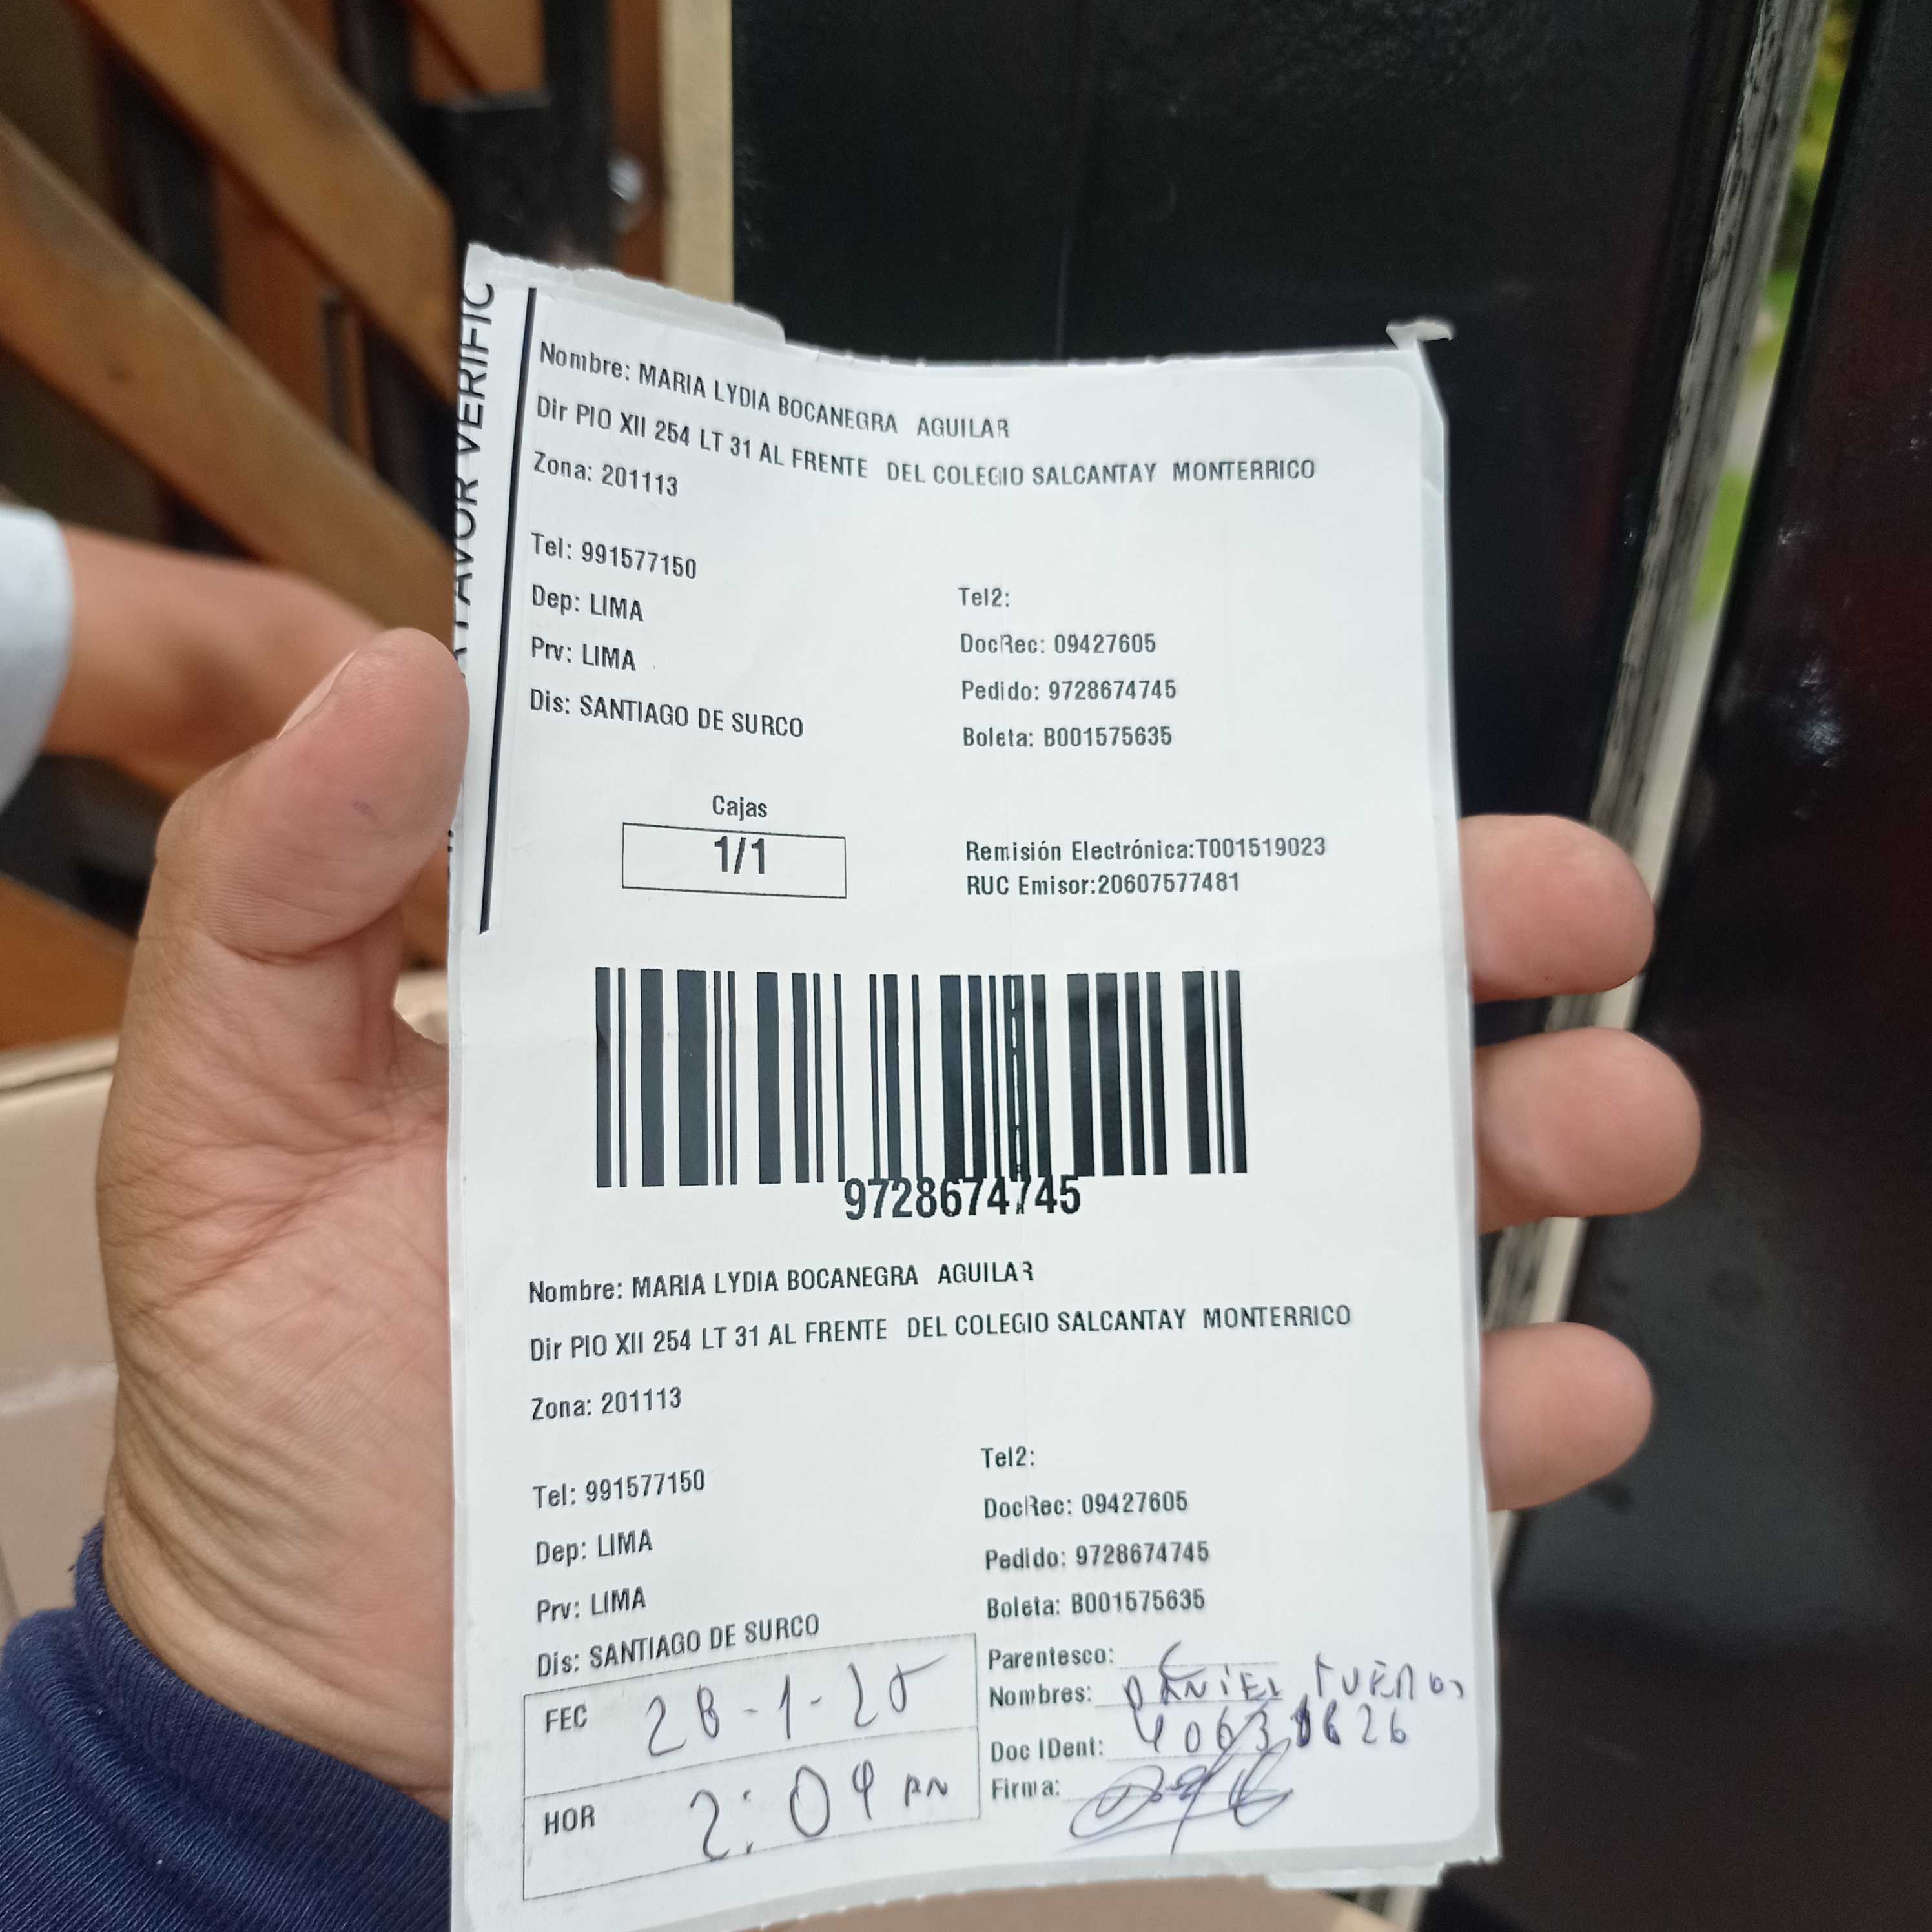 FAVOR VERIFIC
Nombre: MARIA LYDIA BOCANEGRA AGUILAR
Dir PIO XII 254 LT 31 AL FRENTE DEL COLEGIO SALCANTAY MONTERRICO
Zona: 201113
Tel: 991577150
Tel2:
Dep: LIMA
DocRec: 09427605
Prv: LIMA
Pedido: 9728674745
Dis: SANTIAGO DE SURCO
Boleta: B001575635
Cajas
1/1
Remisión Electrónica:T001519023
RUC Emisor:20607577481
9728674745
Nombre: MARIA LYDIA BOCANEGRA AGUILAR
Dir PIO XII 254 LT 31 AL FRENTE DEL COLEGIO SALCANTAY MONTERRICO
Zona: 201113
Tel: 991577150
Tel2:
Dep: LIMA
DocRec: 09427605
Prv: LIMA
Pedido: 9728674745
Dis: SANTIAGO DE SURCO
Boleta: B001575635
Parentesco:
FEC 28-1-25
Nombres: DANIEL
Doc IDent:
HOR 2:04 PM
Firma: